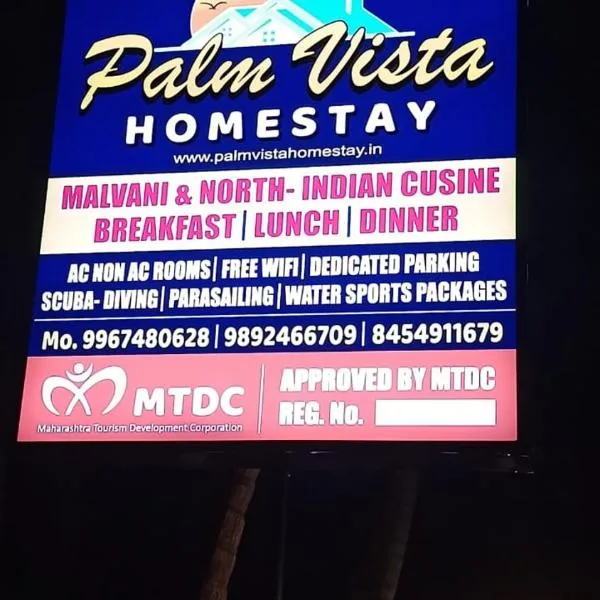 Palm Vista
HOMESTAY
www.palmvistahomestay.in
MALVANI & NORTH- INDIAN CUSINE
BREAKFAST | LUNCH | DINNER
AC NON AC ROOMS | FREE WIFI | DEDICATED PARKING
SCUBA- DIVING | PARASAILING | WATER SPORTS PACKAGES
Mo. 9967480628 | 9892466709 | 8454911679
MTDC
Maharashtra Tourism Development Corporation
APPROVED BY MTDC
REG. No.